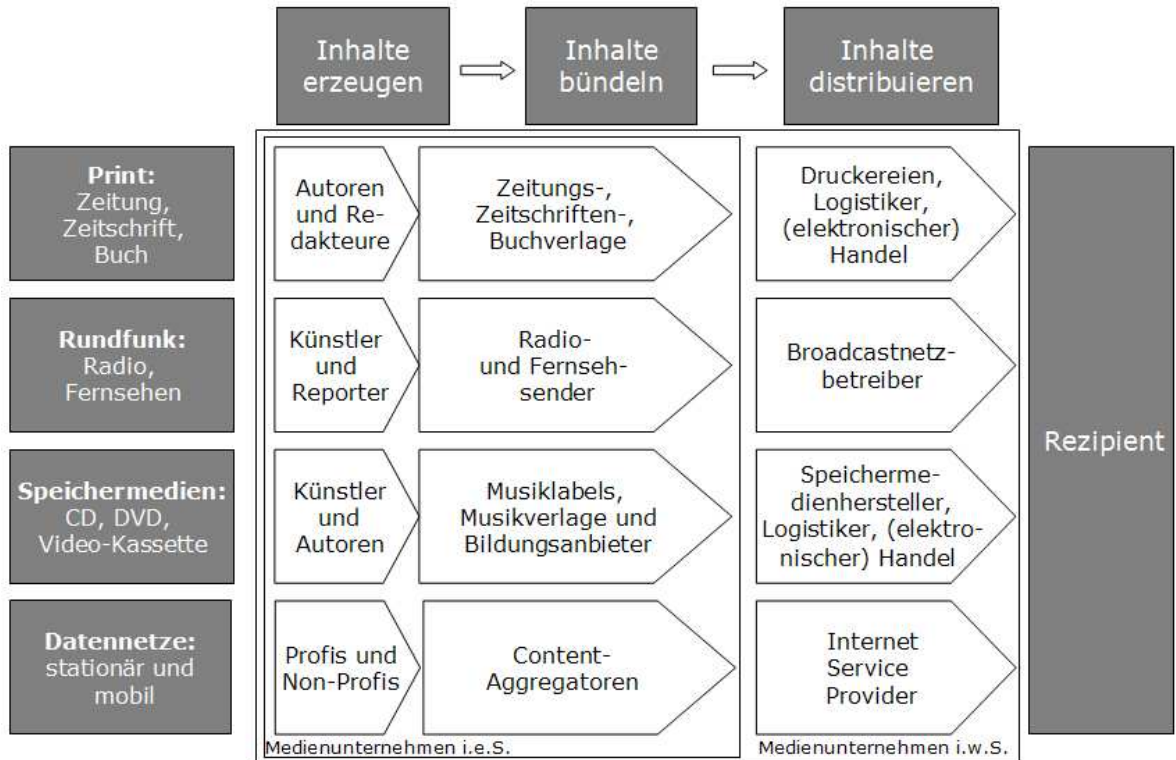 Inhalte
erzeugen
Inhalte
bündeln
Inhalte
distribuieren
Print:
Zeitung,
Zeitschrift,
Buch
Autoren
und Re-
dakteure
Zeitungs-,
Zeitschriften-,
Buchverlage
Druckereien,
Logistiker,
(elektronischer)
Handel
Rundfunk:
Radio,
Fernsehen
Künstler
und
Reporter
Radio-
und Fernseh-
sender
Broadcastnetz-
betreiber
Speichermedien:
CD, DVD,
Video-Kassette
Künstler
und
Autoren
Musiklabels,
Musikverlage und
Bildungsanbieter
Speicherme-
dienhersteller,
Logistiker, (elektro-
nischer) Handel
Datennetze:
stationär und
mobil
Profis und
Non-Profis
Content-
Aggregatoren
Internet
Service
Provider
Rezipient
Medienunternehmen i.e.S.
Medienunternehmen i.w.S.